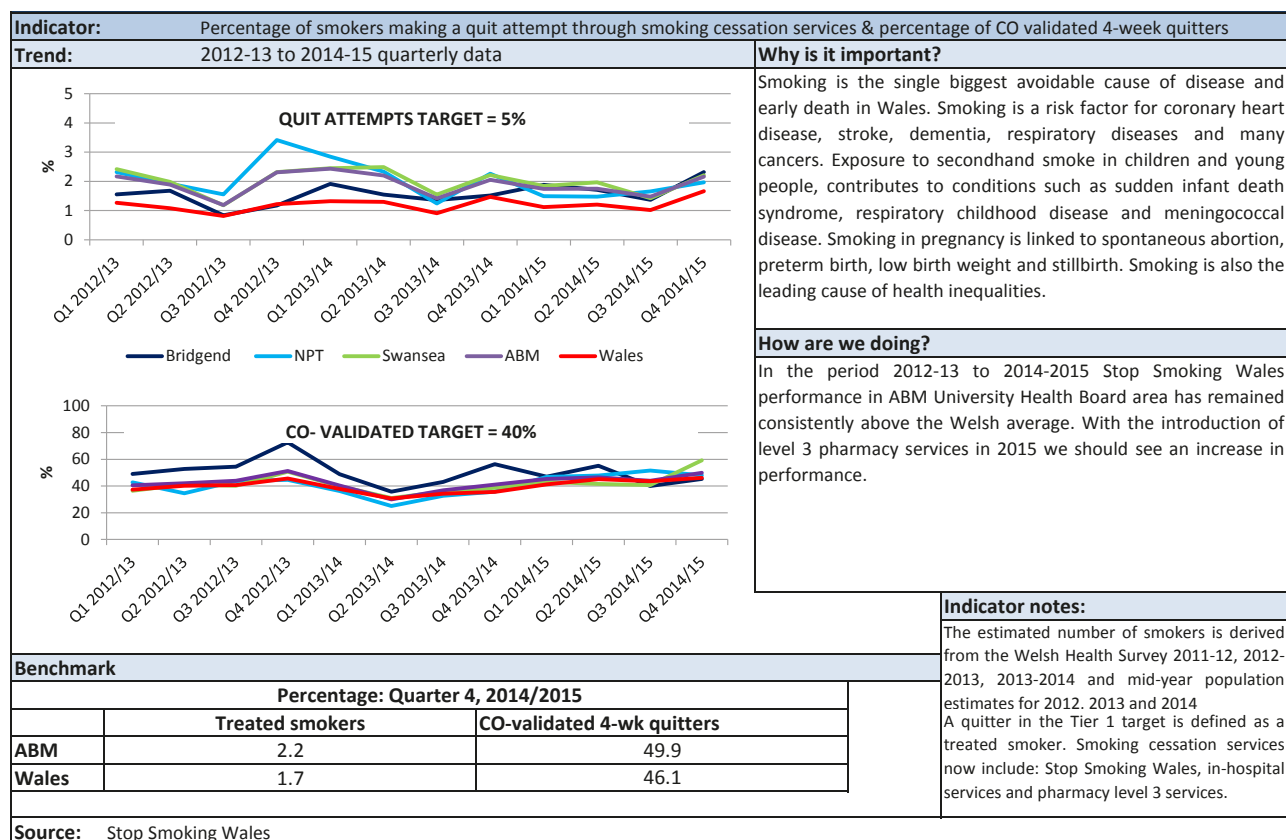 Indicator: Percentage of smokers making a quit attempt through smoking cessation services & percentage of CO validated 4-week quitters
Trend: 2012-13 to 2014-15 quarterly data
5
4
3
2
1
0
%
QUIT ATTEMPTS TARGET = 5%
Q1 2012/13
Q2 2012/13
Q3 2012/13
Q4 2012/13
Q1 2013/14
Q2 2013/14
Q3 2013/14
Q4 2013/14
Q1 2014/15
Q2 2014/15
Q3 2014/15
Q4 2014/15
Bridgend NPT Swansea ABM Wales
100
80
60
40
20
0
%
CO- VALIDATED TARGET = 40%
Q1 2012/13
Q2 2012/13
Q3 2012/13
Q4 2012/13
Q1 2013/14
Q2 2013/14
Q3 2013/14
Q4 2013/14
Q1 2014/15
Q2 2014/15
Q3 2014/15
Q4 2014/15
Why is it important?
Smoking is the single biggest avoidable cause of disease and
early death in Wales. Smoking is a risk factor for coronary heart
disease, stroke, dementia, respiratory diseases and many
cancers. Exposure to secondhand smoke in children and young
people, contributes to conditions such as sudden infant death
syndrome, respiratory childhood disease and meningococcal
disease. Smoking in pregnancy is linked to spontaneous abortion,
preterm birth, low birth weight and stillbirth. Smoking is also the
leading cause of health inequalities.
How are we doing?
In the period 2012-13 to 2014-2015 Stop Smoking Wales
performance in ABM University Health Board area has remained
consistently above the Welsh average. With the introduction of
level 3 pharmacy services in 2015 we should see an increase in
performance.
Indicator notes:
The estimated number of smokers is derived
from the Welsh Health Survey 2011-12, 2012-
2013, 2013-2014 and mid-year population
estimates for 2012. 2013 and 2014
A quitter in the Tier 1 target is defined as a
treated smoker. Smoking cessation services
now include: Stop Smoking Wales, in-hospital
services and pharmacy level 3 services.
Benchmark
Percentage: Quarter 4, 2014/2015
Treated smokers CO-validated 4-wk quitters
ABM 2.2 49.9
Wales 1.7 46.1
Source: Stop Smoking Wales